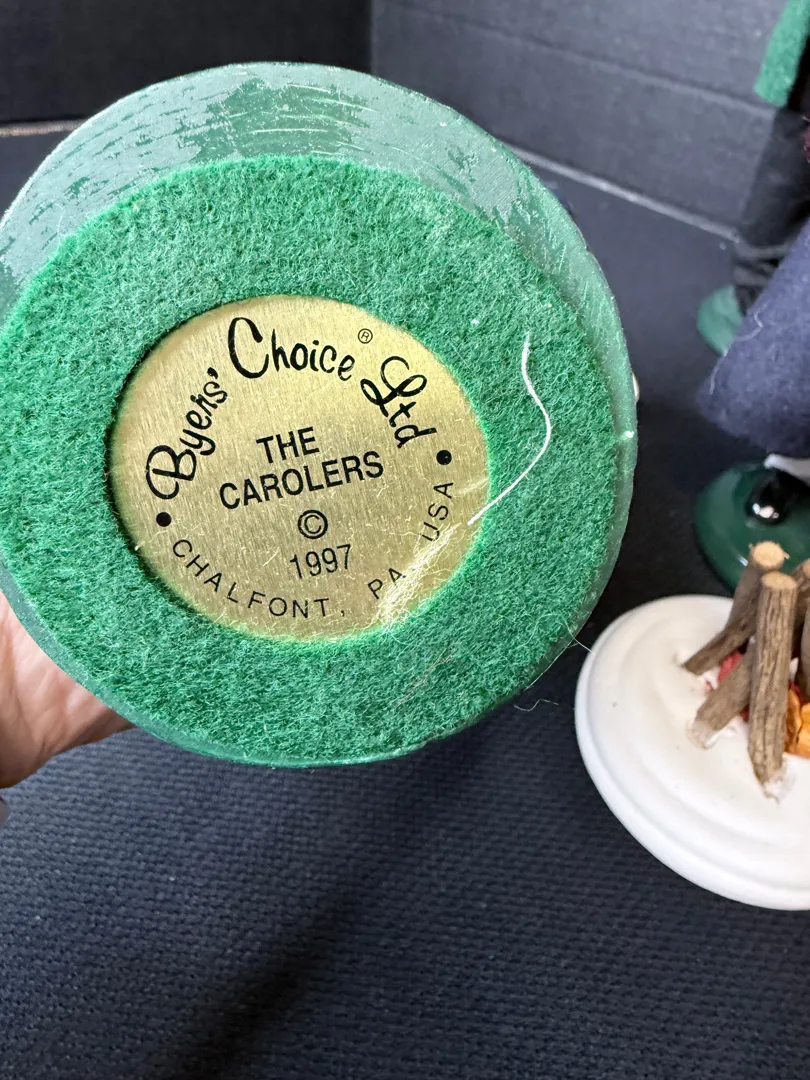 Byers' Choice® Ltd
THE
CAROLERS
©
1997
CHALFONT, PA USA